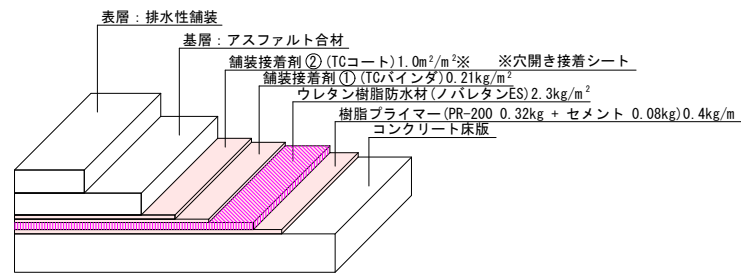 表層：排水性舗装
基層：アスファルト合材
舗装接着剤②(TCコート)1.0m²/m²※　※穴開き接着シート
舗装接着剤①(TCバインダ)0.21kg/m²
ウレタン樹脂防水材(ノバレタンES)2.3kg/m²
樹脂プライマー(PR-200 0.32kg + セメント 0.08kg)0.4kg/m
コンクリート床版